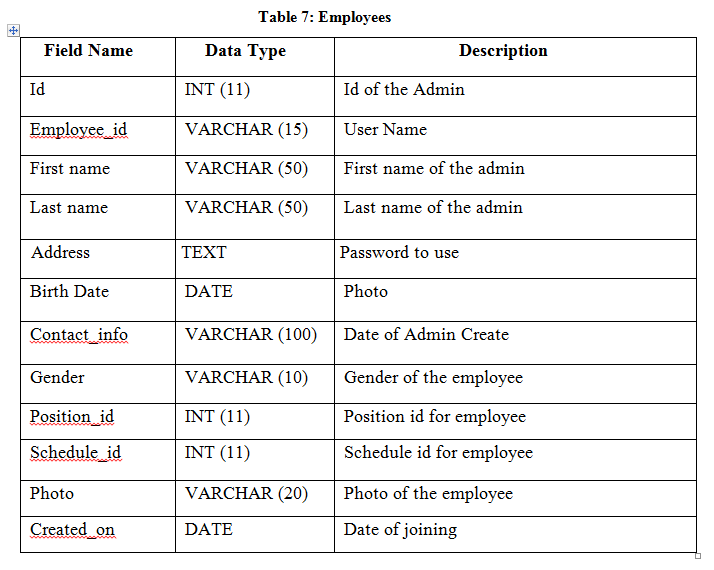 Table 7: Employees
Field Name Data Type Description
Id INT (11) Id of the Admin
Employee_id VARCHAR (15) User Name
First name VARCHAR (50) First name of the admin
Last name VARCHAR (50) Last name of the admin
Address TEXT Password to use
Birth Date DATE Photo
Contact_info VARCHAR (100) Date of Admin Create
Gender VARCHAR (10) Gender of the employee
Position_id INT (11) Position id for employee
Schedule_id INT (11) Schedule id for employee
Photo VARCHAR (20) Photo of the employee
Created_on DATE Date of joining